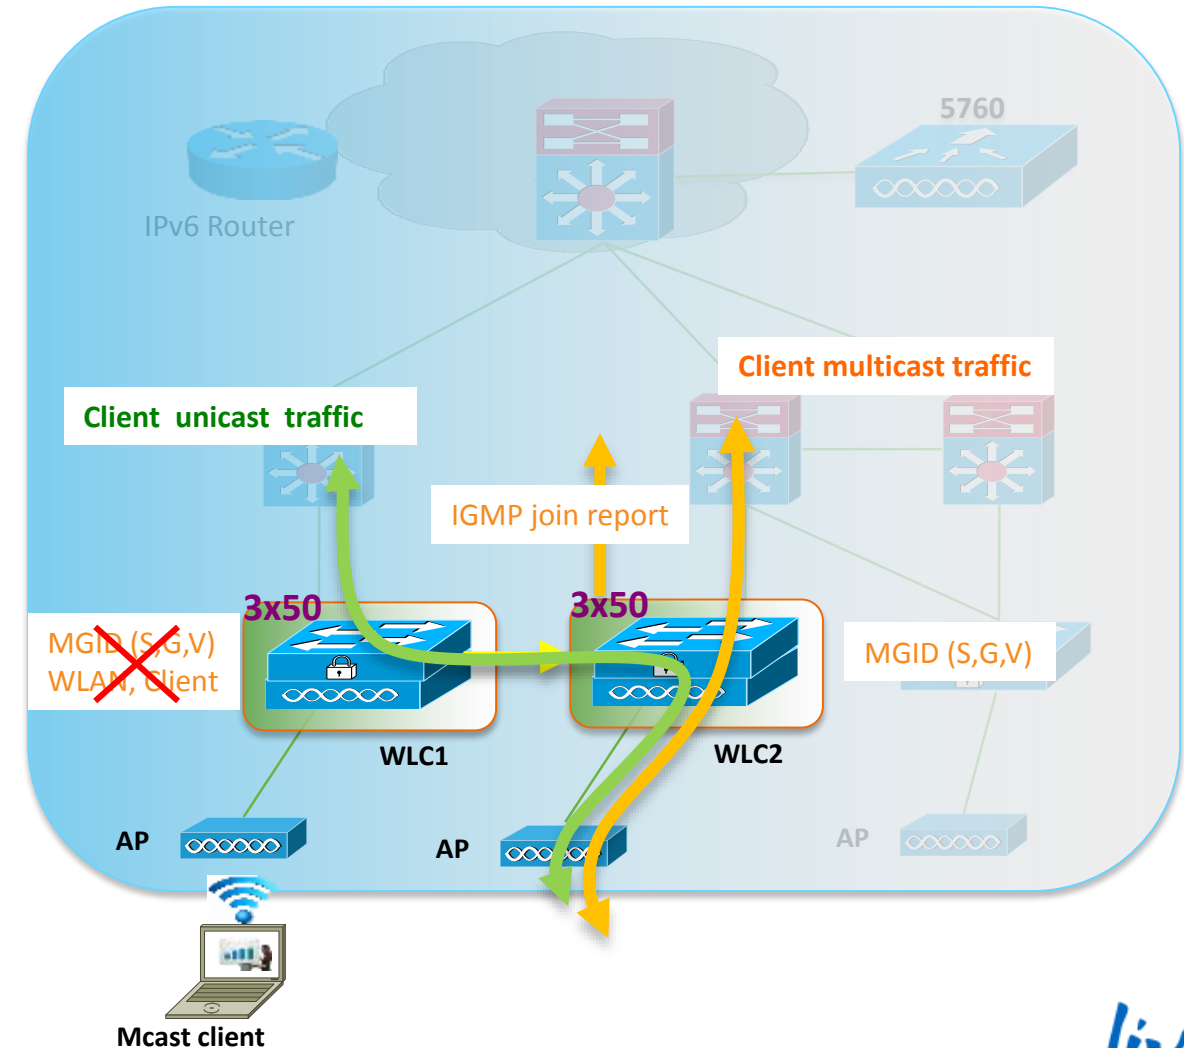 5760
IPv6 Router
Client multicast traffic
Client unicast traffic
IGMP join report
3x50
3x50
MGID (S,G,V)
WLAN, Client
MGID (S,G,V)
WLC1
WLC2
AP
AP
AP
Mcast client